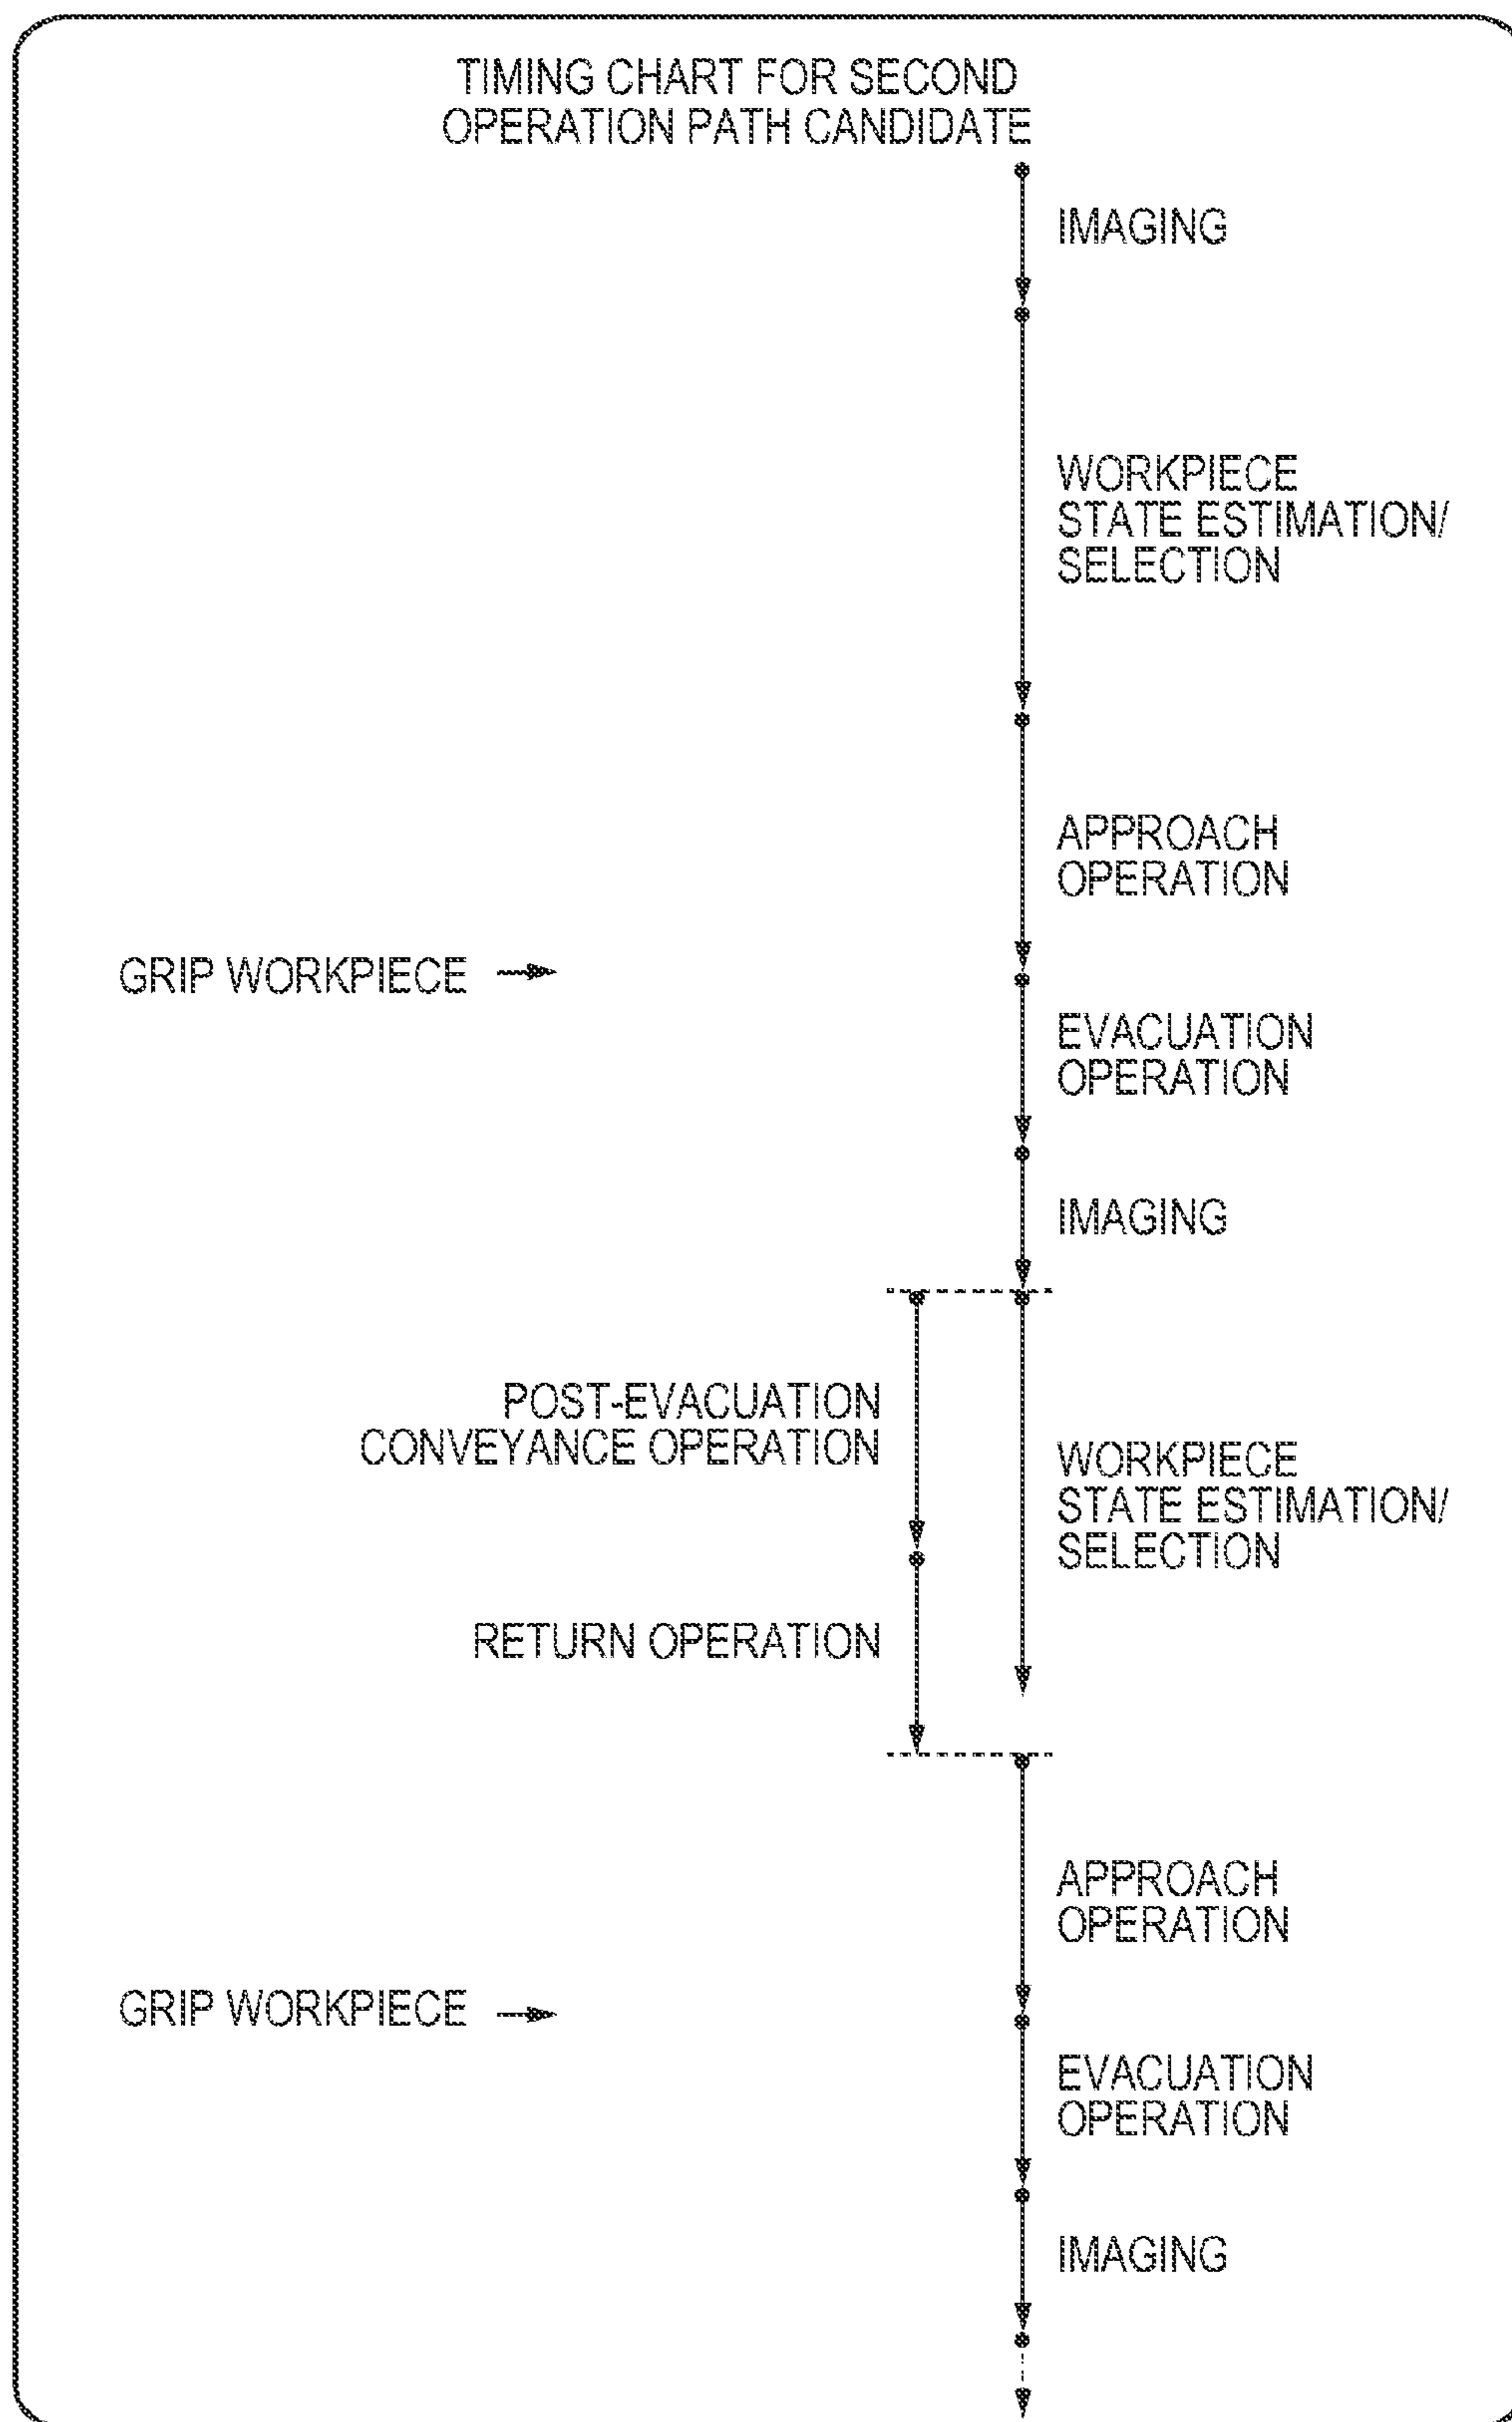 TIMING CHART FOR SECOND
OPERATION PATH CANDIDATE
IMAGING
WORKPIECE
STATE ESTIMATION/
SELECTION
APPROACH
OPERATION
GRIP WORKPIECE
EVACUATION
OPERATION
IMAGING
POST-EVACUATION
CONVEYANCE OPERATION
WORKPIECE
STATE ESTIMATION/
SELECTION
RETURN OPERATION
APPROACH
OPERATION
GRIP WORKPIECE
EVACUATION
OPERATION
IMAGING